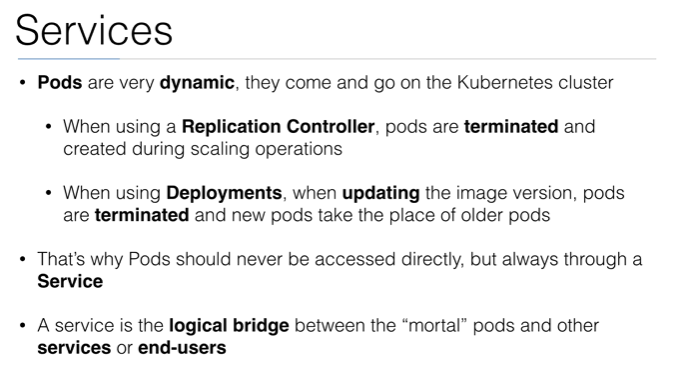 Services
• Pods are very dynamic, they come and go on the Kubernetes cluster
• When using a Replication Controller, pods are terminated and
created during scaling operations
• When using Deployments, when updating the image version, pods
are terminated and new pods take the place of older pods
• That's why Pods should never be accessed directly, but always through a
Service
• A service is the logical bridge between the “mortal” pods and other
services or end-users